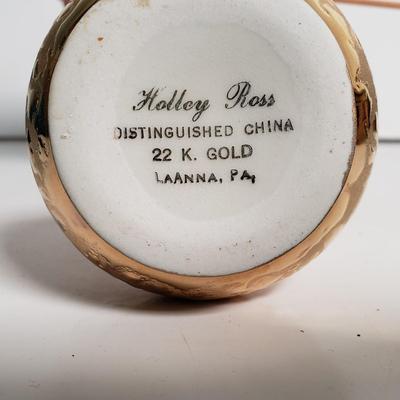 Holley Ross
DISTINGUISHED CHINA
22 K. GOLD
LAANNA, PA,